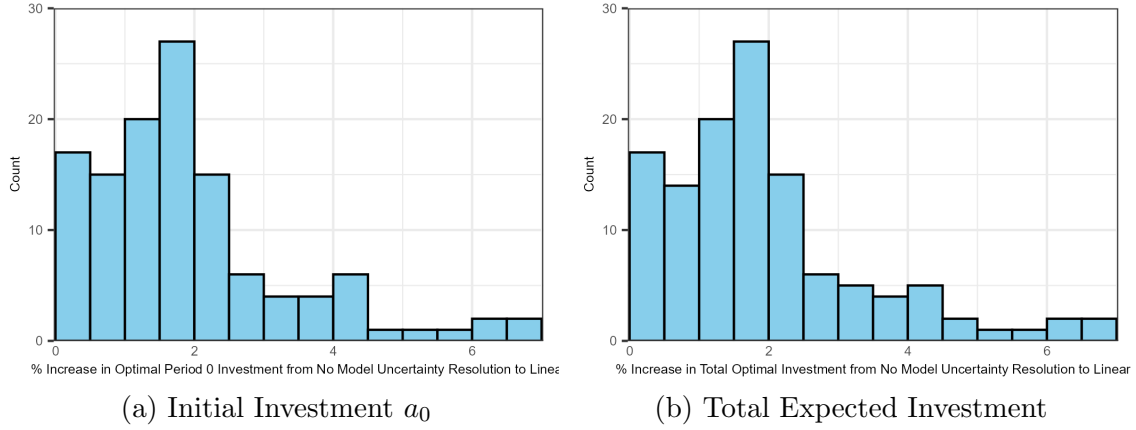 30
20
10
0
Count
0 2 4 6
% Increase in Optimal Period 0 Investment from No Model Uncertainty Resolution to Linea
(a) Initial Investment a₀
30
20
10
0
Count
0 2 4 6
% Increase in Total Optimal Investment from No Model Uncertainty Resolution to Linear
(b) Total Expected Investment